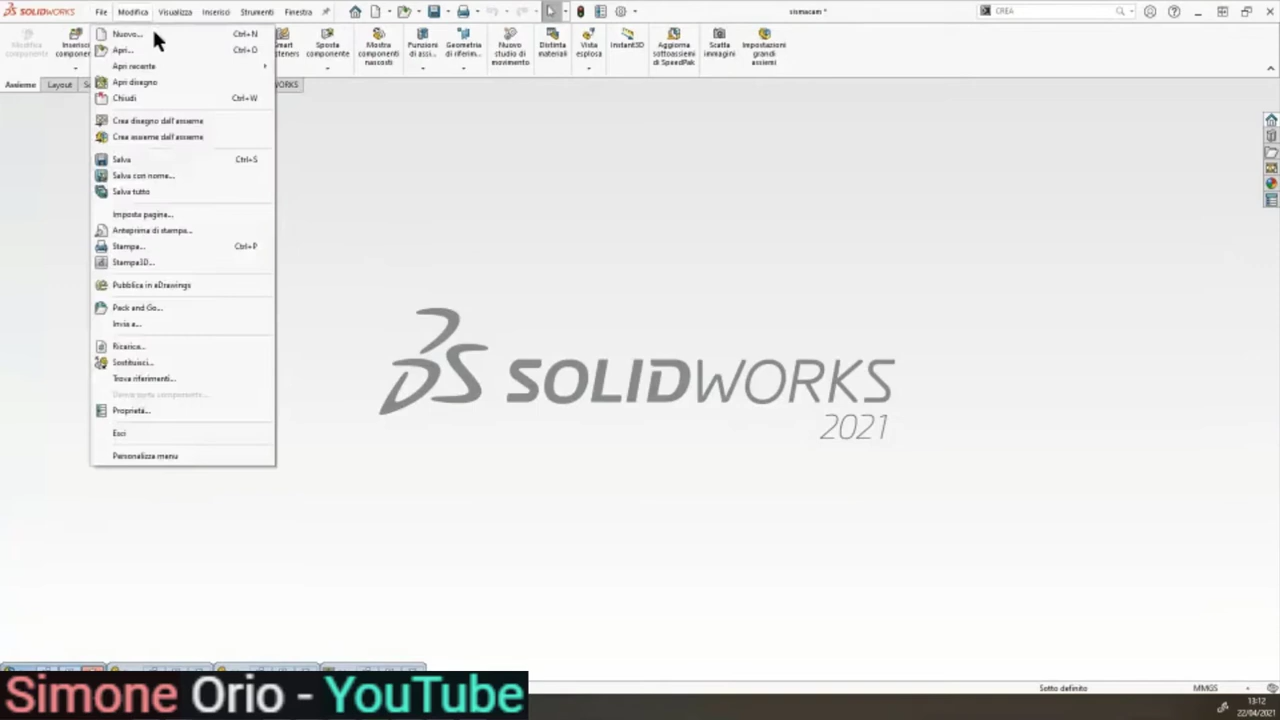 SOLIDWORKS File Modifica Visualizza Inserisci Strumenti Finestra sismacam * CREA
Modifica componente
Inserisci
Smart
Sposta componente
Mostra componenti nascosti
Funzioni di assi...
Geometria di riferim...
Nuovo studio di movimento
Distinta materiali
Vista esplosa
Instant3D
Aggiorna sottoassiemi di SpeedPak
Scatta immagini
Impostazioni grandi assiemi
Assieme Layout
Nuovo... Ctrl+N
Apri... Ctrl+O
Apri recente
Apri disegno
Chiudi Ctrl+W
Crea disegno dall'assieme
Crea assieme dall'assieme
Salva Ctrl+S
Salva con nome...
Salva tutto
Imposta pagina...
Anteprima di stampa...
Stampa... Ctrl+P
Stampa3D...
Pubblica in eDrawings
Pack and Go...
Invia a...
Ricarica...
Sostituisci...
Trova riferimenti...
Proprietà...
Esci
Personalizza menu
SOLIDWORKS
2021
Simone Orio - YouTube
Sotto definito MMGS
13:12
22/04/2021